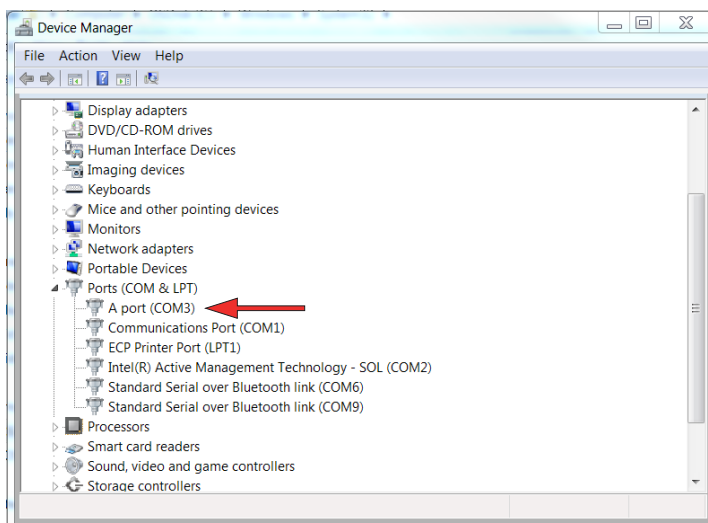 Device Manager
File Action View Help
Display adapters
DVD/CD-ROM drives
Human Interface Devices
Imaging devices
Keyboards
Mice and other pointing devices
Monitors
Network adapters
Portable Devices
Ports (COM & LPT)
A port (COM3)
Communications Port (COM1)
ECP Printer Port (LPT1)
Intel(R) Active Management Technology - SOL (COM2)
Standard Serial over Bluetooth link (COM6)
Standard Serial over Bluetooth link (COM9)
Processors
Smart card readers
Sound, video and game controllers
Storage controllers